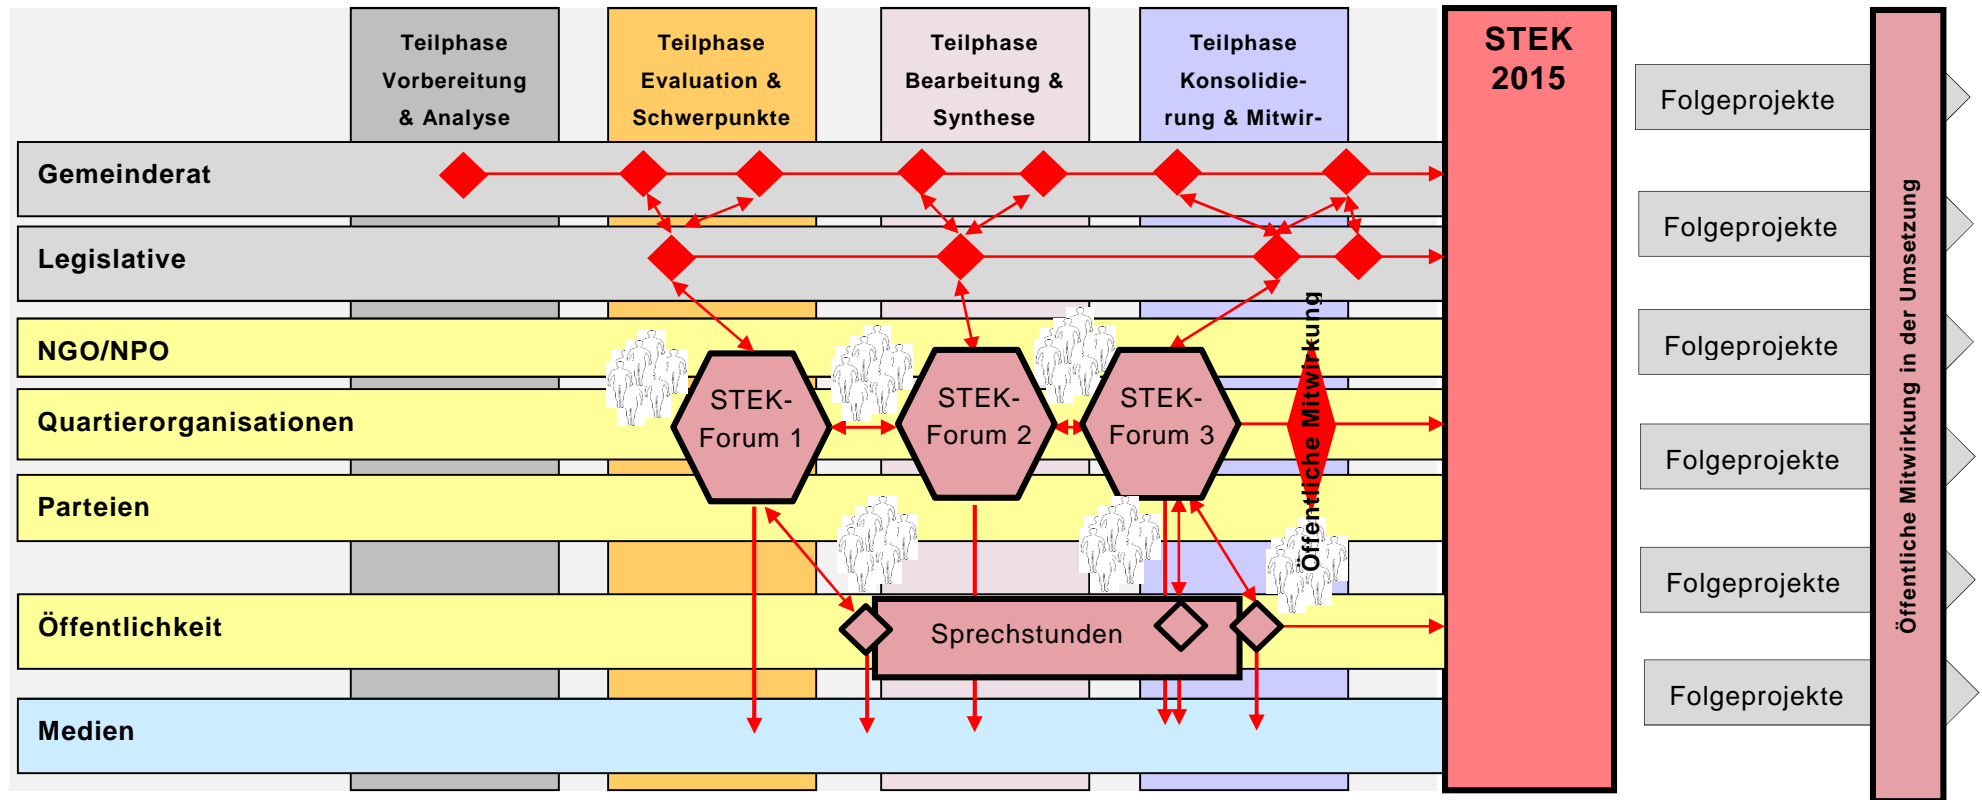 Teilphase
Vorbereitung
& Analyse
Teilphase
Evaluation &
Schwerpunkte
Teilphase
Bearbeitung &
Synthese
Teilphase
Konsolidie-
rung & Mitwir-
STEK
2015
Gemeinderat
Legislative
NGO/NPO
Quartierorganisationen
Parteien
Öffentlichkeit
Medien
STEK-
Forum 1
STEK-
Forum 2
STEK-
Forum 3
Öffentliche Mitwirkung
Sprechstunden
Folgeprojekte
Folgeprojekte
Folgeprojekte
Folgeprojekte
Folgeprojekte
Folgeprojekte
Öffentliche Mitwirkung in der Umsetzung